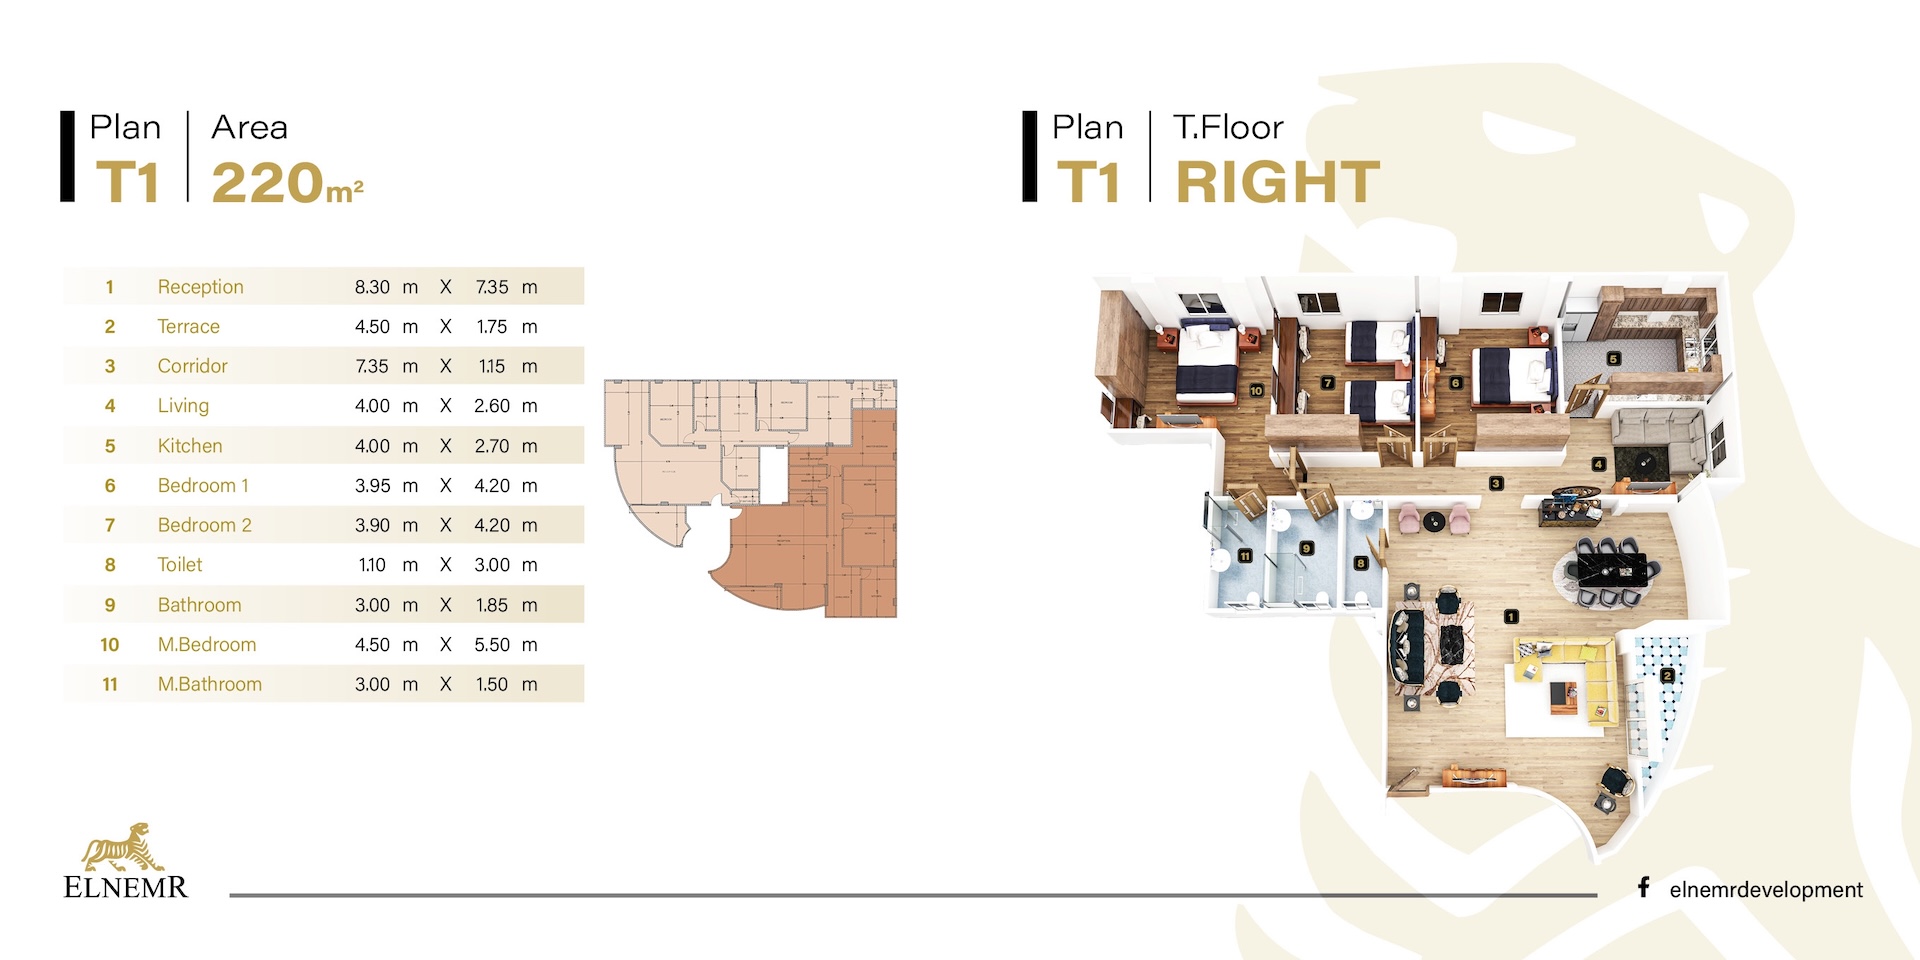 Plan
T1
Area
220m²
Plan
T1
T.Floor
RIGHT
1 Reception 8.30 m X 7.35 m
2 Terrace 4.50 m X 1.75 m
3 Corridor 7.35 m X 1.15 m
4 Living 4.00 m X 2.60 m
5 Kitchen 4.00 m X 2.70 m
6 Bedroom 1 3.95 m X 4.20 m
7 Bedroom 2 3.90 m X 4.20 m
8 Toilet 1.10 m X 3.00 m
9 Bathroom 3.00 m X 1.85 m
10 M.Bedroom 4.50 m X 5.50 m
11 M.Bathroom 3.00 m X 1.50 m
5
10
7
6
4
3
11
9
8
1
2
ELNEMR
elnemrdevelopment